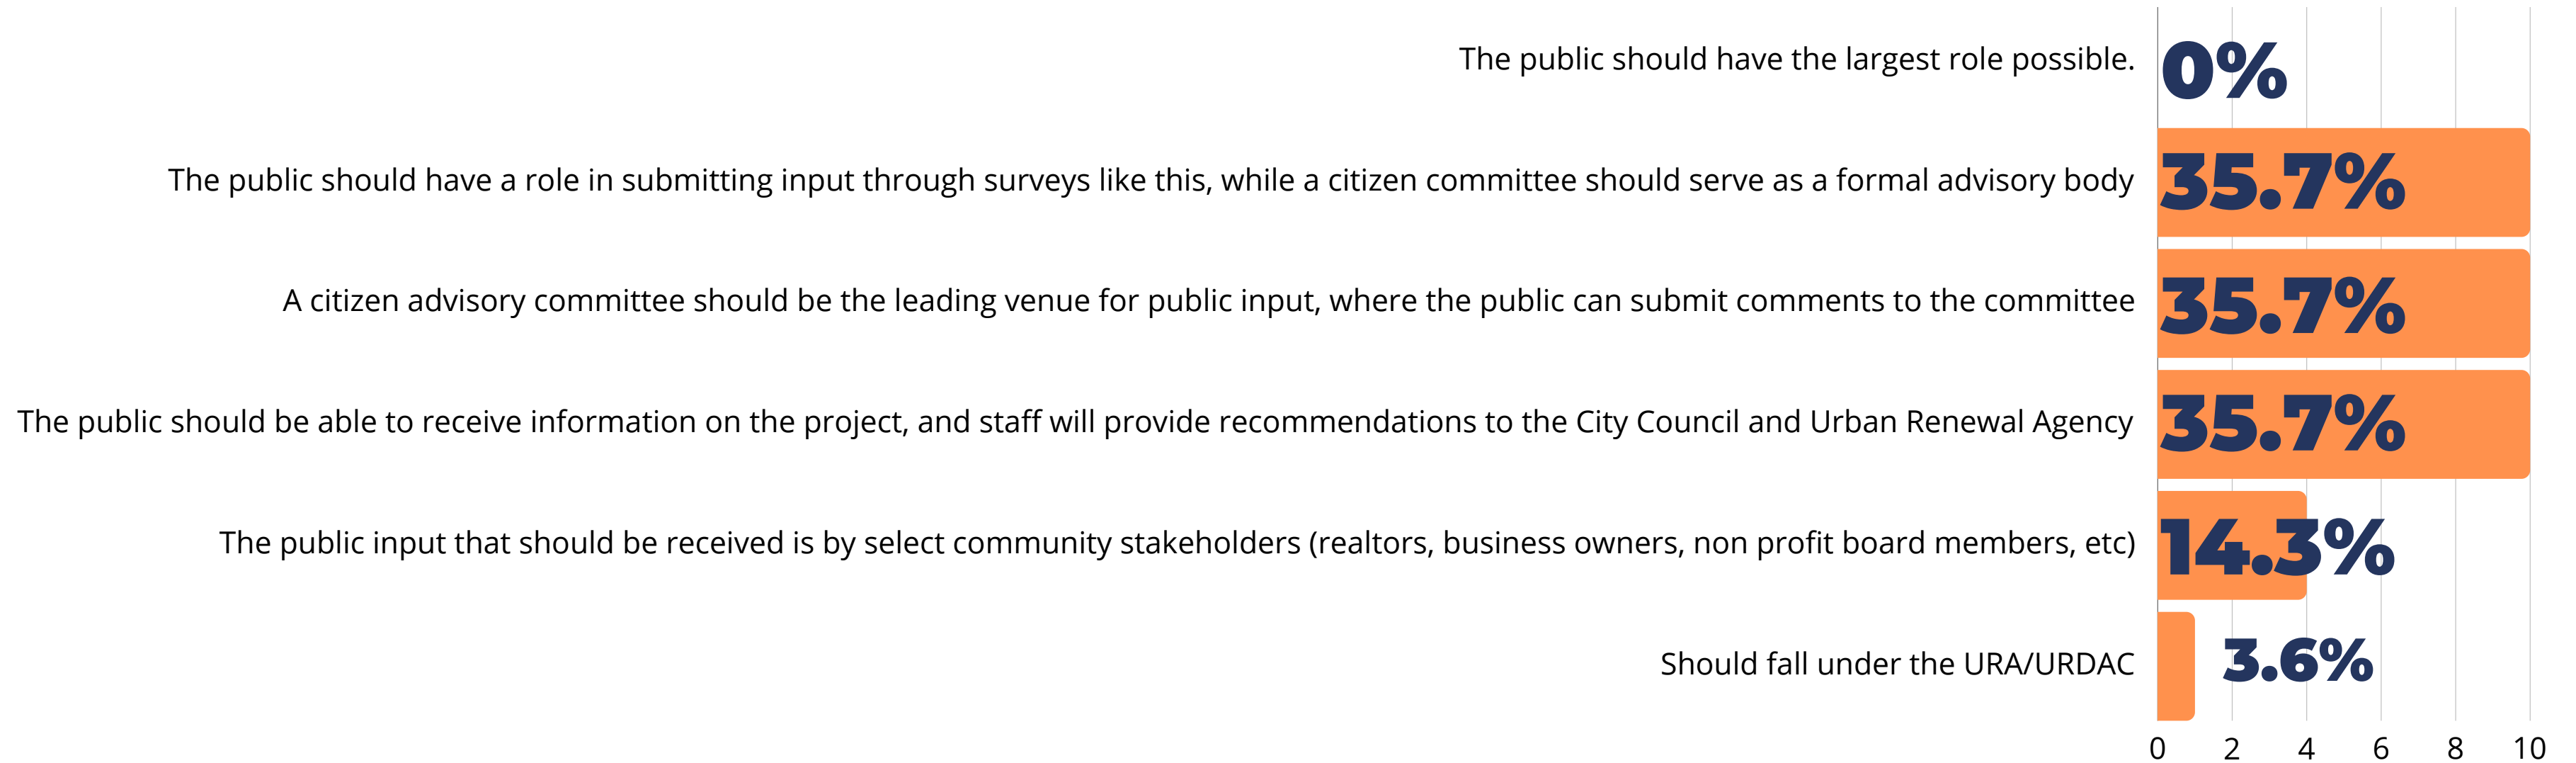 The public should have the largest role possible.
0%
The public should have a role in submitting input through surveys like this, while a citizen committee should serve as a formal advisory body
35.7%
A citizen advisory committee should be the leading venue for public input, where the public can submit comments to the committee
35.7%
The public should be able to receive information on the project, and staff will provide recommendations to the City Council and Urban Renewal Agency
35.7%
The public input that should be received is by select community stakeholders (realtors, business owners, non profit board members, etc)
14.3%
Should fall under the URA/URDAC
3.6%
0 2 4 6 8 10